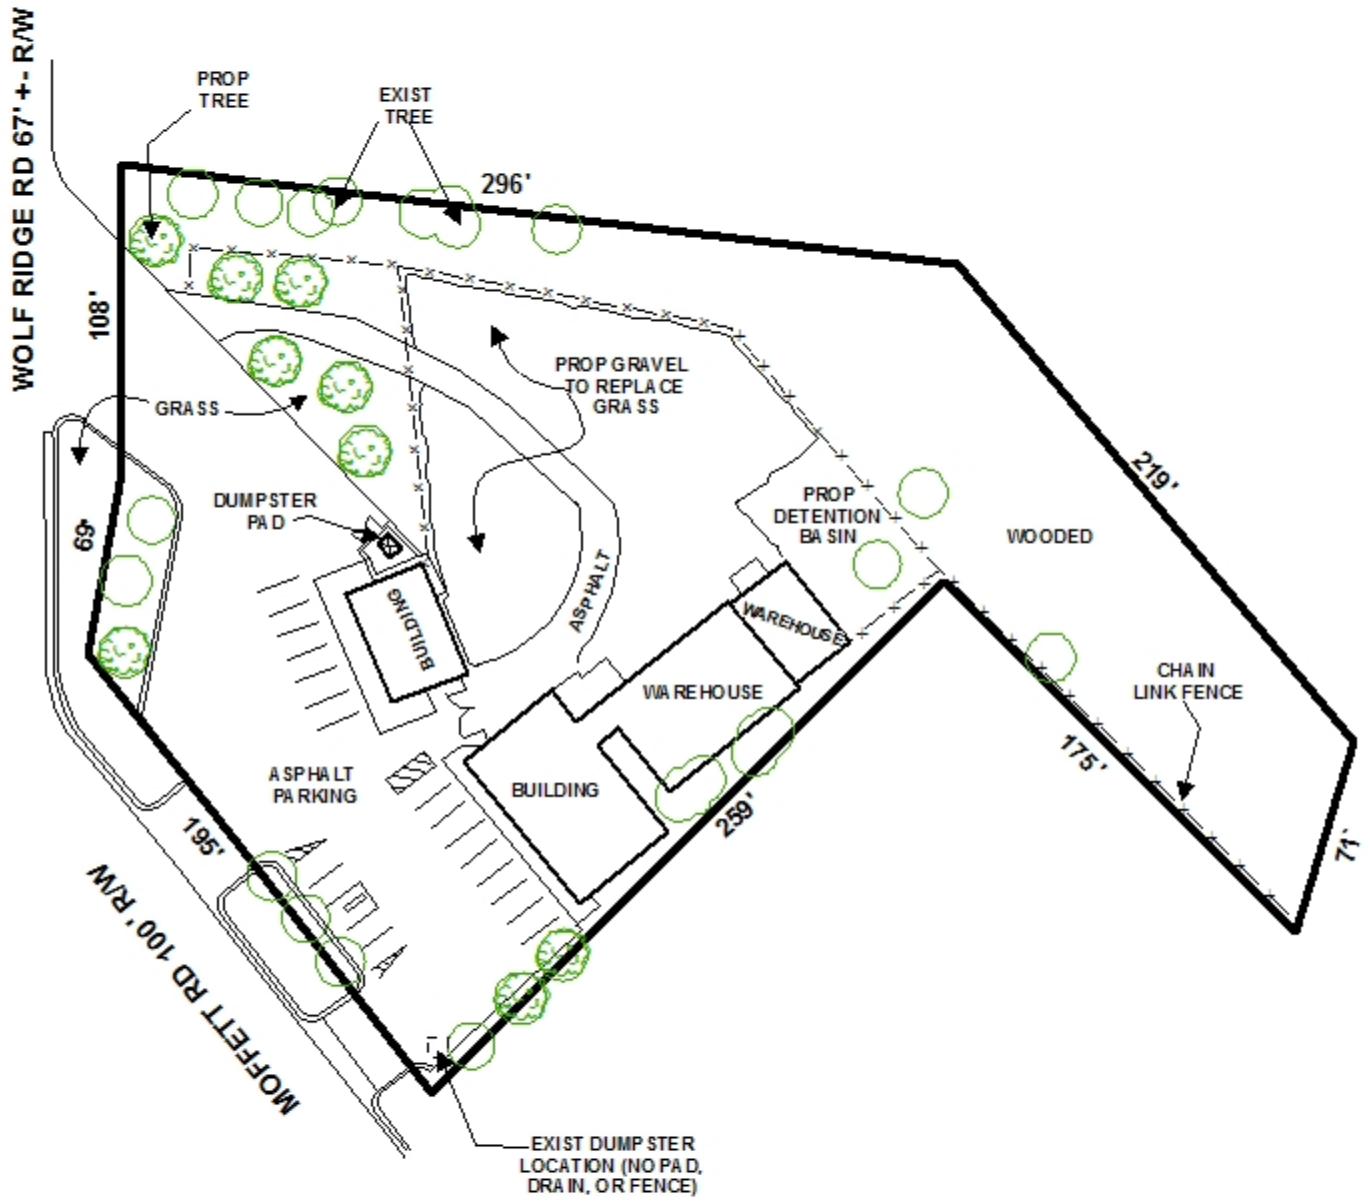 WOLF RIDGE RD 67' +- R/W
PROP
TREE
EXIST
TREE
296'
108'
GRASS
PROP GRAVEL
TO REPLACE
GRASS
219'
DUMPSTER
PAD
PROP
DETENTION
BASIN
WOODED
69'
ASPHALT
BUILDING
WAREHOUSE
WAREHOUSE
CHAIN
LINK FENCE
ASPHALT
PARKING
BUILDING
175'
259'
195'
71'
MOFFETT RD 100' R/W
EXIST DUMPSTER
LOCATION (NO PAD,
DRAIN, OR FENCE)